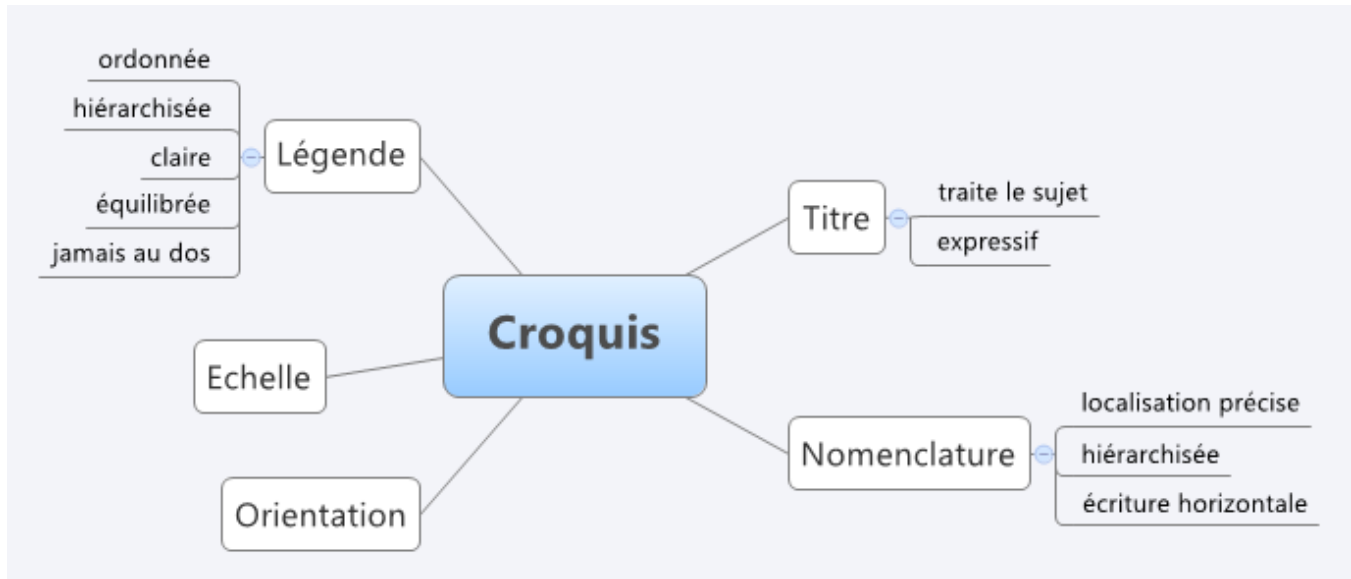 Croquis
Légende
ordonnée
hiérarchisée
claire
équilibrée
jamais au dos
Echelle
Orientation
Titre
traite le sujet
expressif
Nomenclature
localisation précise
hiérarchisée
écriture horizontale